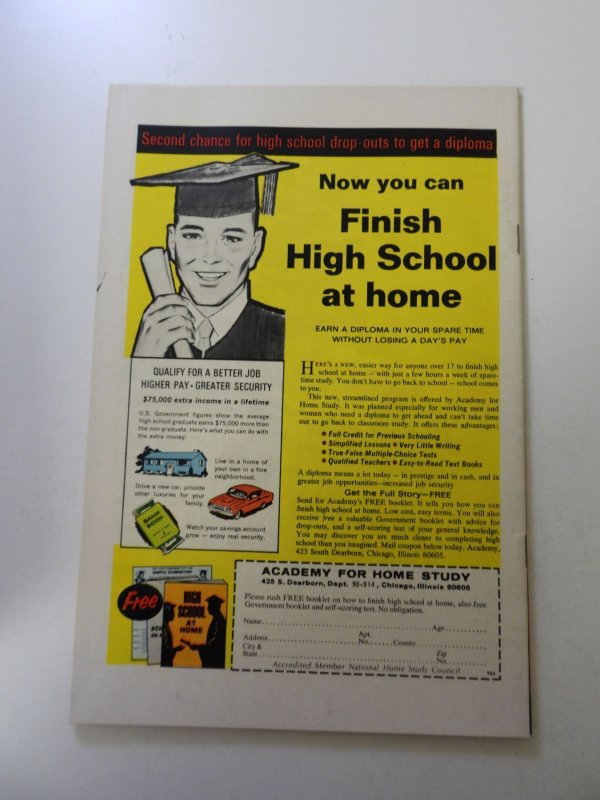 Second chance for high school drop-outs to get a diploma
Now you can
Finish
High School
at home
EARN A DIPLOMA IN YOUR SPARE TIME
WITHOUT LOSING A DAY'S PAY
HERE'S A NEW, easier way for anyone over 17 to finish high
school at home — with just a few hours a week of spare-
time study. You don't have to go back to school — school comes
to you.
This new, streamlined program is offered by Academy for
Home Study. It was planned especially for working men and
women who need a diploma to get ahead and can't take time
out to go back to classroom study. It offers these advantages:
• Full Credit for Previous Schooling
• Simplified Lessons • Very Little Writing
• True-False Multiple-Choice Tests
• Qualified Teachers • Easy-to-Read Text Books
A diploma means a lot today — in prestige and in cash, and in
greater job opportunities—increased job security
Get the Full Story—FREE
Send for Academy's FREE booklet. It tells you how you can
finish high school at home. Low cost, easy terms. You will also
receive free a valuable Government booklet with advice for
drop-outs, and a self-scoring test of your general knowledge.
You may discover you are much closer to completing high
school than you imagined. Mail coupon below today. Academy,
425 South Dearborn, Chicago, Illinois 60605.
QUALIFY FOR A BETTER JOB
HIGHER PAY • GREATER SECURITY
$75,000 extra income in a lifetime
U.S. Government figures show the average
high school graduate earns $75,000 more than
the non-graduate. Here's what you can do with
the extra money:
Live in a home of
your own in a fine
neighborhood.
Drive a new car, provide
other luxuries for your
family.
BANK
BOOK
Watch your savings account
grow — enjoy real security.
Free
SAMPLE EXAMINATION
HIGH
SCHOOL
AT
HOME
ACADEMY FOR HOME STUDY
425 S. Dearborn, Dept. 90-914, Chicago, Illinois 60605
Please rush FREE booklet on how to finish high school at home, also free
Government booklet and self-scoring test. No obligation.
Name Age
Address Apt. No. County
City & State Zip No.
Accredited Member National Home Study Council